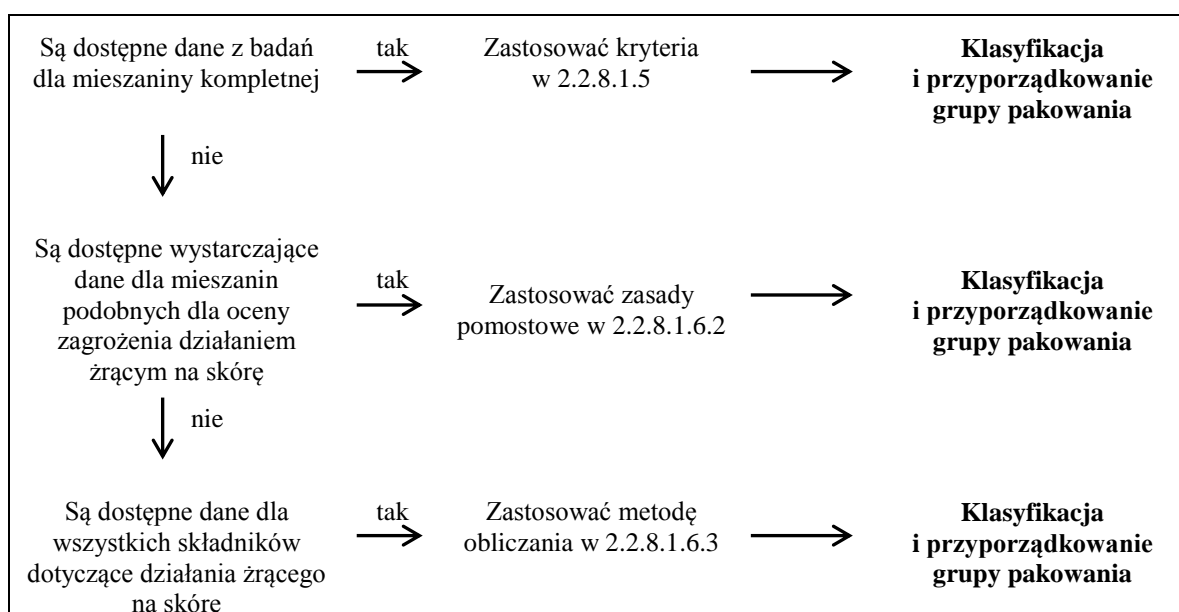 Są dostępne dane z badań
dla mieszaniny kompletnej
tak
Zastosować kryteria
w 2.2.8.1.5
Klasyfikacja
i przyporządkowanie
grupy pakowania
nie
Są dostępne wystarczające
dane dla mieszanin
podobnych dla oceny
zagrożenia działaniem
żrącym na skórę
tak
Zastosować zasady
pomostowe w 2.2.8.1.6.2
Klasyfikacja
i przyporządkowanie
grupy pakowania
nie
Są dostępne dane dla
wszystkich składników
dotyczące działania żrącego
na skórę
tak
Zastosować metodę
obliczania w 2.2.8.1.6.3
Klasyfikacja
i przyporządkowanie
grupy pakowania